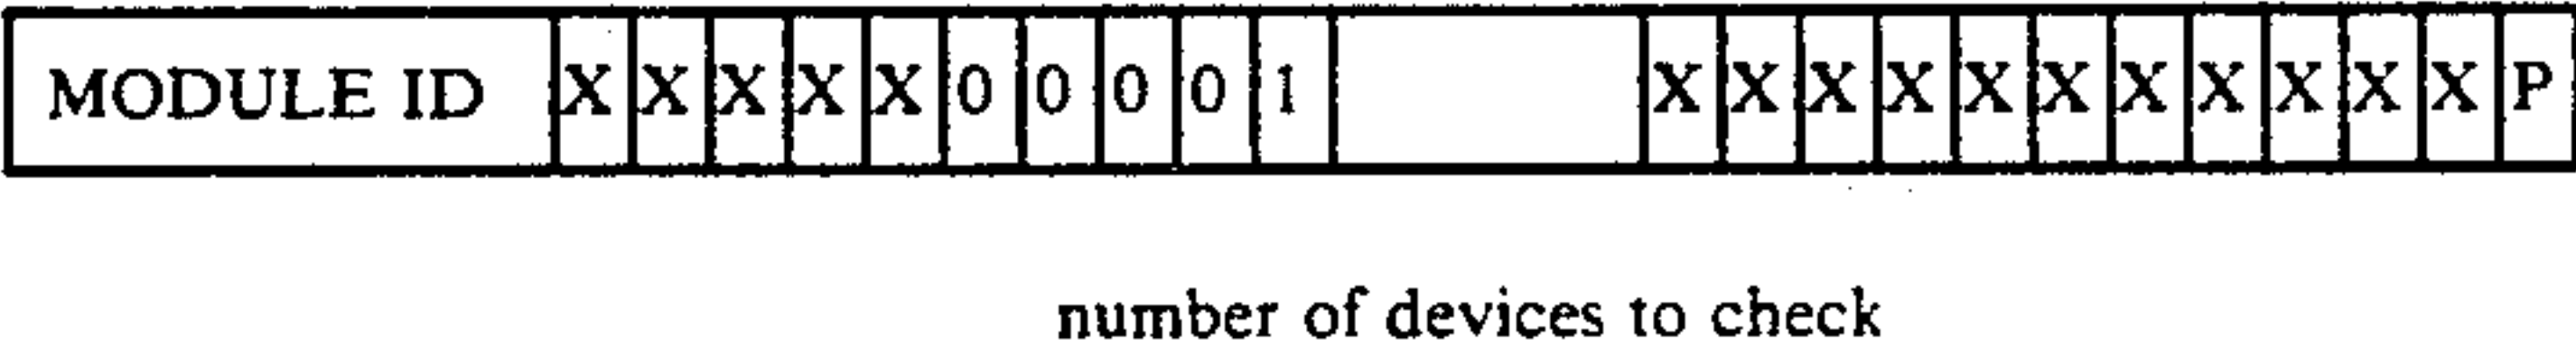 MODULE ID X X X X X 0 0 0 0 1 X X X X X X X X X X X P
number of devices to check